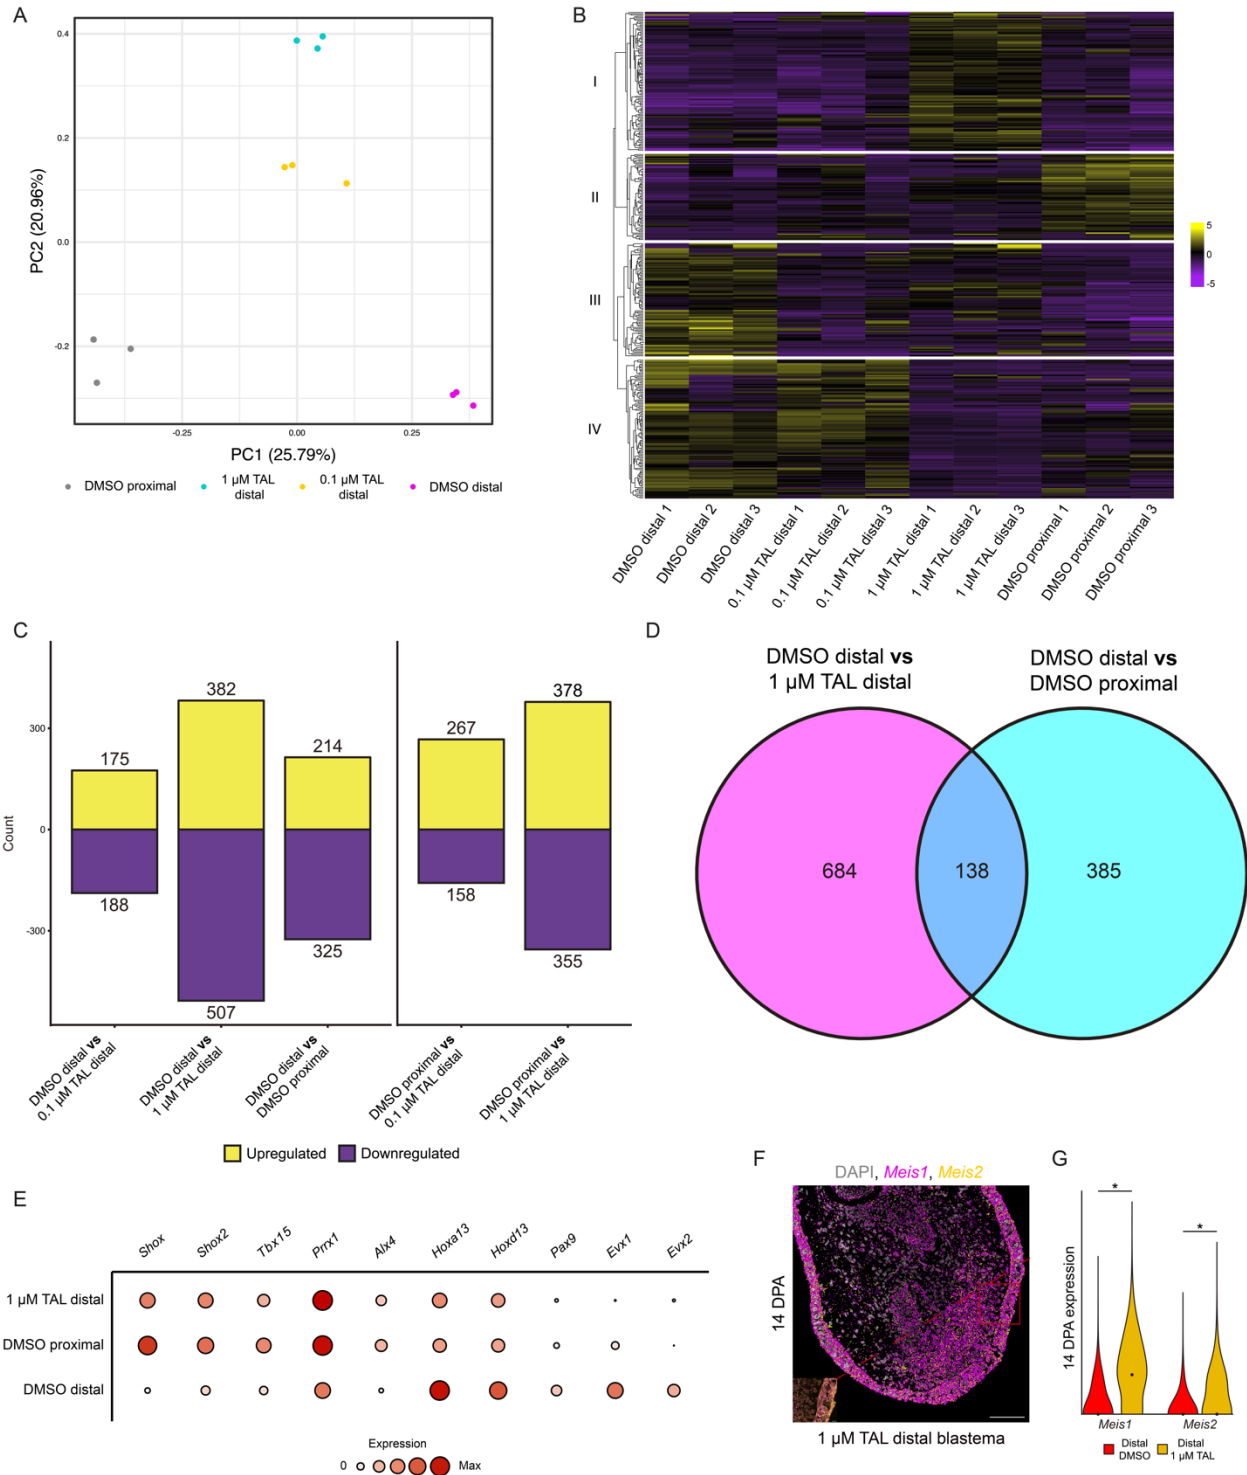 A
0.4
0.2
0.0
-0.2
PC2 (20.96%)
-0.25
0.00
0.25
PC1 (25.79%)
DMSO proximal
1 µM TAL
distal
0.1 µM TAL
distal
DMSO distal
B
I
II
III
IV
5
0
-5
DMSO distal 1
DMSO distal 2
DMSO distal 3
0.1 µM TAL distal 1
0.1 µM TAL distal 2
0.1 µM TAL distal 3
1 µM TAL distal 1
1 µM TAL distal 2
1 µM TAL distal 3
DMSO proximal 1
DMSO proximal 2
DMSO proximal 3
C
Count
300
0
-300
175
188
382
507
214
325
267
158
378
355
DMSO distal vs
0.1 µM TAL distal
DMSO distal vs
1 µM TAL distal
DMSO distal vs
DMSO proximal
DMSO proximal vs
0.1 µM TAL distal
DMSO proximal vs
1 µM TAL distal
Upregulated
Downregulated
D
DMSO distal vs
1 µM TAL distal
DMSO distal vs
DMSO proximal
684
138
385
E
Shox
Shox2
Tbx15
Prrx1
Alx4
Hoxa13
Hoxd13
Pax9
Evx1
Evx2
1 µM TAL distal
DMSO proximal
DMSO distal
Expression
0
Max
F
DAPI, Meis1, Meis2
14 DPA
1 µM TAL distal blastema
G
14 DPA expression
*
*
Meis1
Meis2
Distal
DMSO
Distal
1 µM TAL